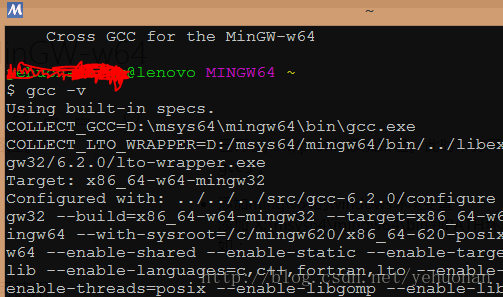 ~
Cross GCC for the MinGW-w64
@lenovo MINGW64 ~
$ gcc -v
Using built-in specs.
COLLECT_GCC=D:\msys64\mingw64\bin\gcc.exe
COLLECT_LTO_WRAPPER=D:/msys64/mingw64/bin/../libex
gw32/6.2.0/lto-wrapper.exe
Target: x86_64-w64-mingw32
Configured with: ../../../src/gcc-6.2.0/configure
gw32 --build=x86_64-w64-mingw32 --target=x86_64-w6
ingw64 --with-sysroot=/c/mingw620/x86_64-620-posix
w64 --enable-shared --enable-static --enable-targe
lib --enable-languages=c,c++,fortran,lto --enable-
enable-threads=posix --enable-libgomp --enable-lib
http://blog.csdn.net/yehuohan